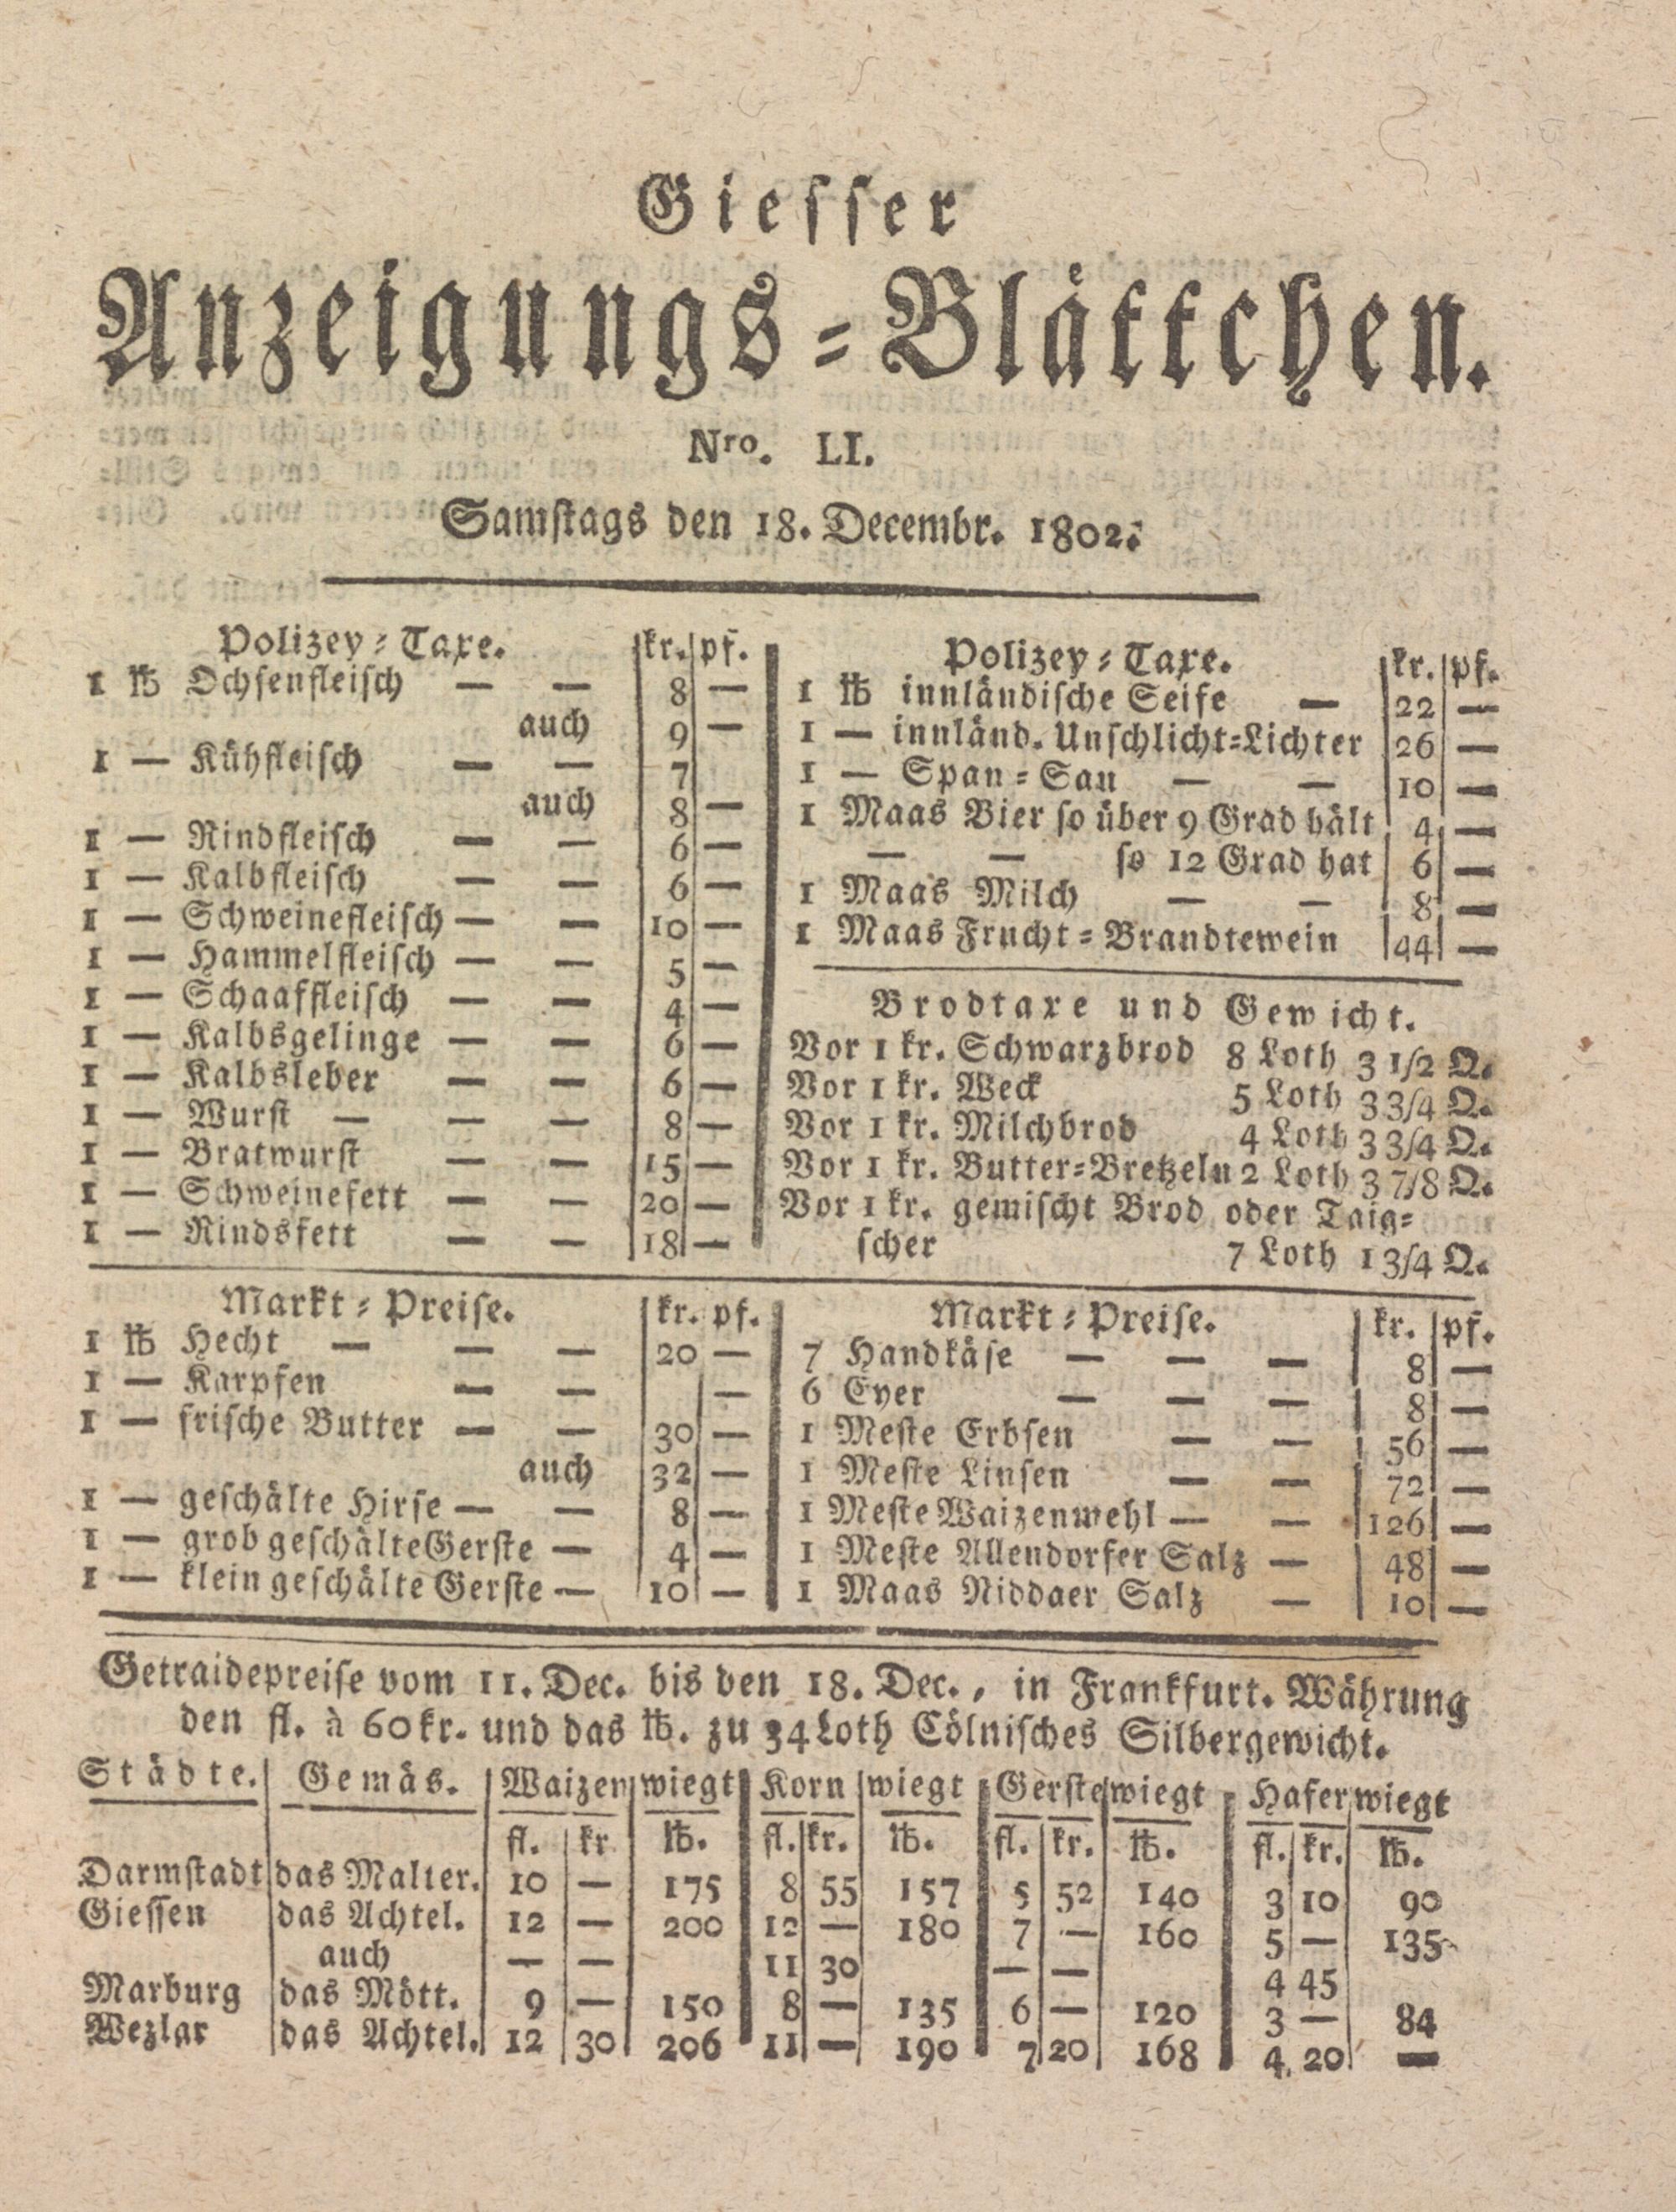 Giesser
Anzeigungs-Blättchen.
Nro. LI.
Samstags den 18. Decembr. 1802.
Polizey-Taxe. kr. pf.
1 ℔ Ochsenfleisch — — 8 —
auch 9 —
1 — Kühfleisch — — 7
auch 8 —
1 — Rindfleisch — — 6 —
1 — Kalbfleisch — — 6 —
1 — Schweinefleisch — — 10 —
1 — Hammelfleisch — — 5 —
1 — Schaaffleisch — — 4 —
1 — Kalbsgelinge — — 6 —
1 — Kalbsleber — — 6 —
1 — Wurst — — — 8 —
1 — Bratwurst — — 15 —
1 — Schweinefett — — 20 —
1 — Rindsfett — — 18 —
Polizey-Taxe. kr. pf.
1 ℔ innländische Seife — 22 —
1 — innländ. Unschlicht-Lichter 26 —
1 — Span-Sau — — 10 —
1 Maas Bier so über 9 Grad hält 4 —
— — so 12 Grad hat 6 —
1 Maas Milch — — 8 —
1 Maas Frucht-Brandtewein 44 —
Brodtaxe und Gewicht.
Vor 1 kr. Schwarzbrod 8 Loth 3 1/2 Q.
Vor 1 kr. Weck 5 Loth 3 3/4 Q.
Vor 1 kr. Milchbrod 4 Loth 3 3/4 Q.
Vor 1 kr. Butter-Bretzeln 2 Loth 3 7/8 Q.
Vor 1 kr. gemischt Brod oder Taig-
scher 7 Loth 1 3/4 Q.
Markt-Preise. kr. pf.
1 ℔ Hecht — — — 20 —
1 — Karpfen — — —
1 — frische Butter — — 30 —
auch 32 —
1 — geschälte Hirse — — 8 —
1 — grob geschälte Gerste — 4 —
1 — klein geschälte Gerste — 10 —
Markt-Preise. kr. pf.
7 Handkäse — — — 8 —
6 Eyer — — — 8 —
1 Meste Erbsen — — 56 —
1 Meste Linsen — — 72 —
1 Meste Waizenmehl — — 126 —
1 Meste Allendorfer Salz — 48 —
1 Maas Niddaer Salz — 10 —
Getraidepreise vom 11. Dec. bis den 18. Dec., in Frankfurt. Währung
den fl. à 60 kr. und das ℔. zu 34 Loth Cölnisches Silbergewicht.
Städte. Gemäs. Waizen wiegt Korn wiegt Gerste wiegt Hafer wiegt
fl. kr ℔. fl. kr. ℔. fl. kr. ℔. fl. kr. ℔.
Darmstadt das Malter. 10 — 175 8 55 157 5 52 140 3 10 90
Giessen das Achtel. 12 — 200 12 — 180 7 — 160 5 — 135
auch — — 11 30 — — 4 45
Marburg das Mött. 9 — 150 8 — 135 6 — 120 3 — 84
Wezlar das Achtel. 12 30 206 11 — 190 7 20 168 4 20 —